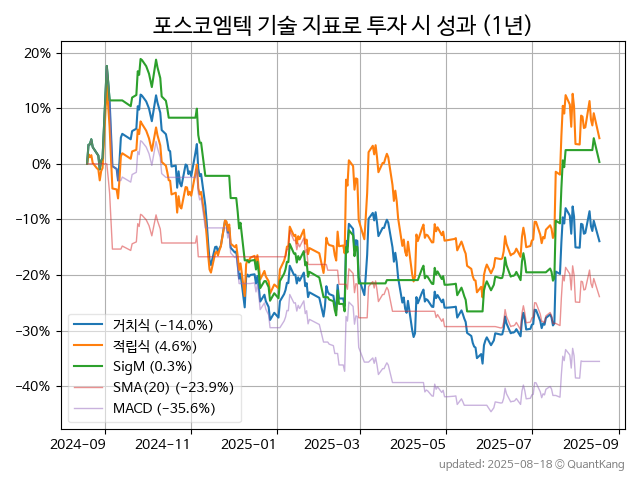 포스코엠텍 기술 지표로 투자 시 성과 (1년)
20%
10%
0%
−10%
−20%
−30%
−40%
거치식 (−14.0%)
적립식 (4.6%)
SigM (0.3%)
SMA(20) (−23.9%)
MACD (−35.6%)
2024-09 2024-11 2025-01 2025-03 2025-05 2025-07 2025-09
updated: 2025-08-18 © QuantKang